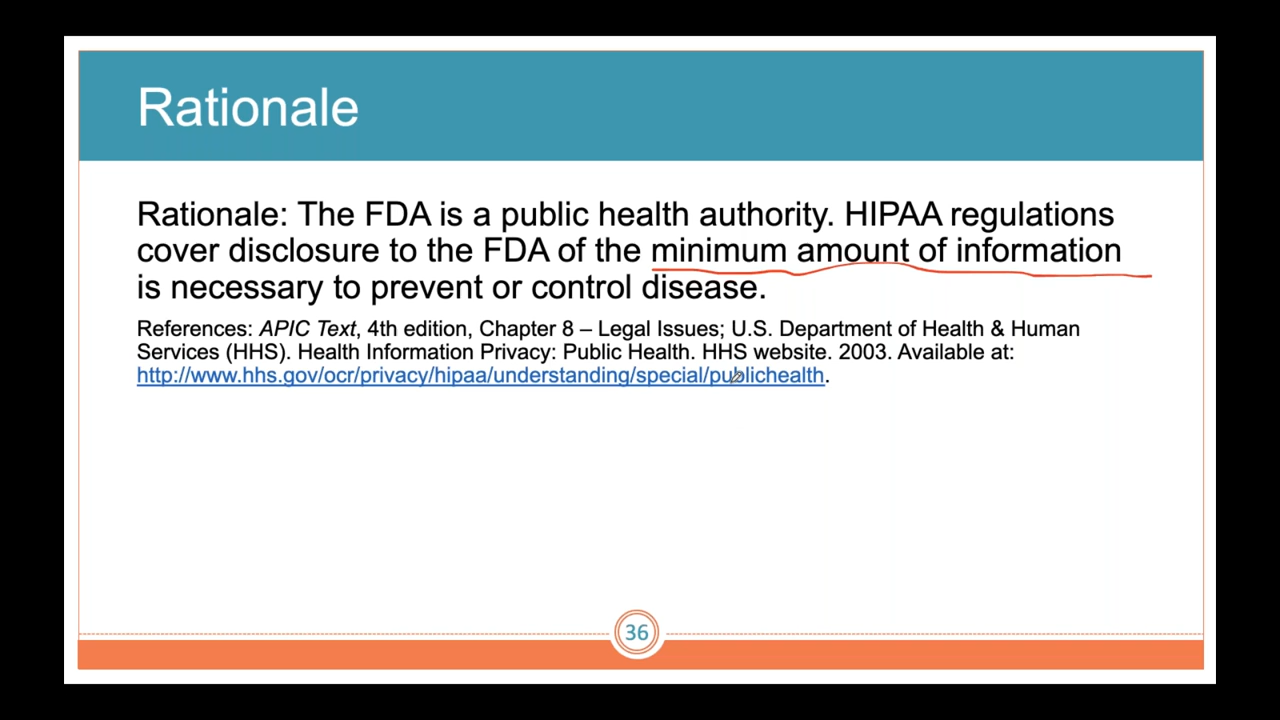 Rationale
Rationale: The FDA is a public health authority. HIPAA regulations
cover disclosure to the FDA of the minimum amount of information
is necessary to prevent or control disease.
References: APIC Text, 4th edition, Chapter 8 – Legal Issues; U.S. Department of Health & Human
Services (HHS). Health Information Privacy: Public Health. HHS website. 2003. Available at:
http://www.hhs.gov/ocr/privacy/hipaa/understanding/special/publichealth.
36